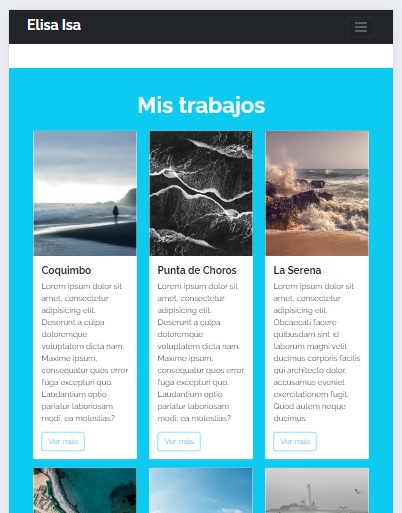 Elisa Isa
Mis trabajos
Coquimbo
Lorem ipsum dolor sit
amet, consectetur
adipisicing elit.
Deserunt a culpa
doloremque
voluptatem dicta nam.
Maxime ipsum,
consequatur quos error
fuga excepturi quo.
Laudantium optio
pariatur laboriosam
modi, ea molestias?
Ver más
Punta de Choros
Lorem ipsum dolor sit
amet, consectetur
adipisicing elit.
Deserunt a culpa
doloremque
voluptatem dicta nam.
Maxime ipsum,
consequatur quos error
fuga excepturi quo.
Laudantium optio
pariatur laboriosam
modi, ea molestias?
Ver más
La Serena
Lorem ipsum dolor sit
amet, consectetur
adipisicing elit.
Obcaecati facere
quibusdam sint id
laborum magni velit
ducimus corporis facilis
qui architecto dolor,
accusamus eveniet
exercitationem fugit.
Quod autem neque
ducimus.
Ver más